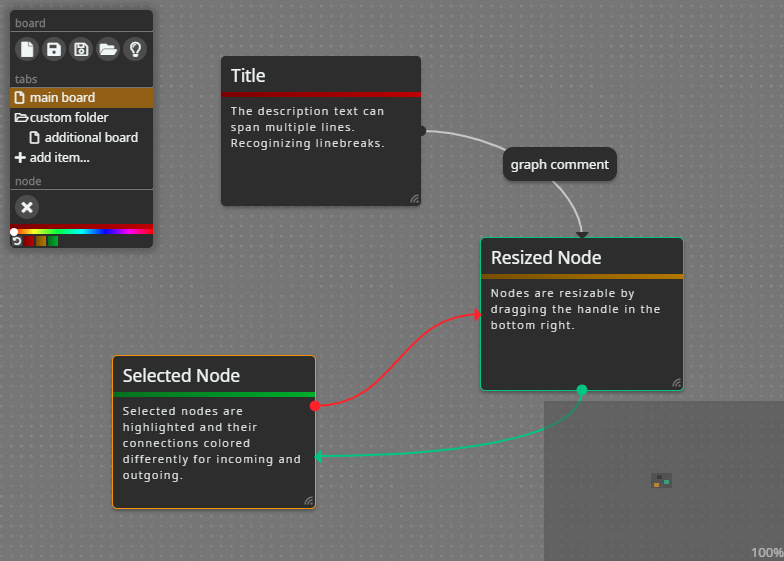 board
tabs
main board
custom folder
additional board
add item...
node
Title
The description text can
span multiple lines.
Recoginizing linebreaks.
graph comment
Resized Node
Nodes are resizable by
dragging the handle in the
bottom right.
Selected Node
Selected nodes are
highlighted and their
connections colored
differently for incoming and
outgoing.
100%